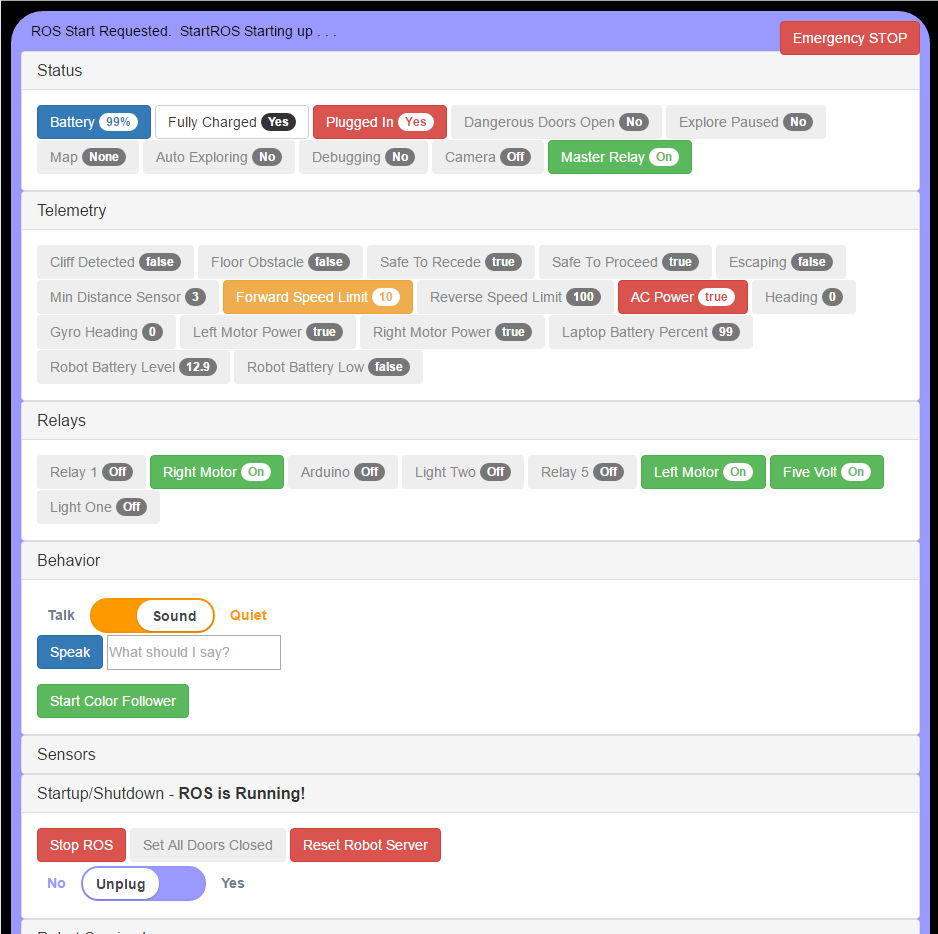 ROS Start Requested.  StartROS Starting up . . .
Emergency STOP
Status
Battery 99% Fully Charged Yes Plugged In Yes Dangerous Doors Open No Explore Paused No
Map None Auto Exploring No Debugging No Camera Off Master Relay On
Telemetry
Cliff Detected false Floor Obstacle false Safe To Recede true Safe To Proceed true Escaping false
Min Distance Sensor 3 Forward Speed Limit 10 Reverse Speed Limit 100 AC Power true Heading 0
Gyro Heading 0 Left Motor Power true Right Motor Power true Laptop Battery Percent 99
Robot Battery Level 12.9 Robot Battery Low false
Relays
Relay 1 Off Right Motor On Arduino Off Light Two Off Relay 5 Off Left Motor On Five Volt On
Light One Off
Behavior
Talk Sound Quiet
Speak What should I say?
Start Color Follower
Sensors
Startup/Shutdown - ROS is Running!
Stop ROS Set All Doors Closed Reset Robot Server
No Unplug Yes